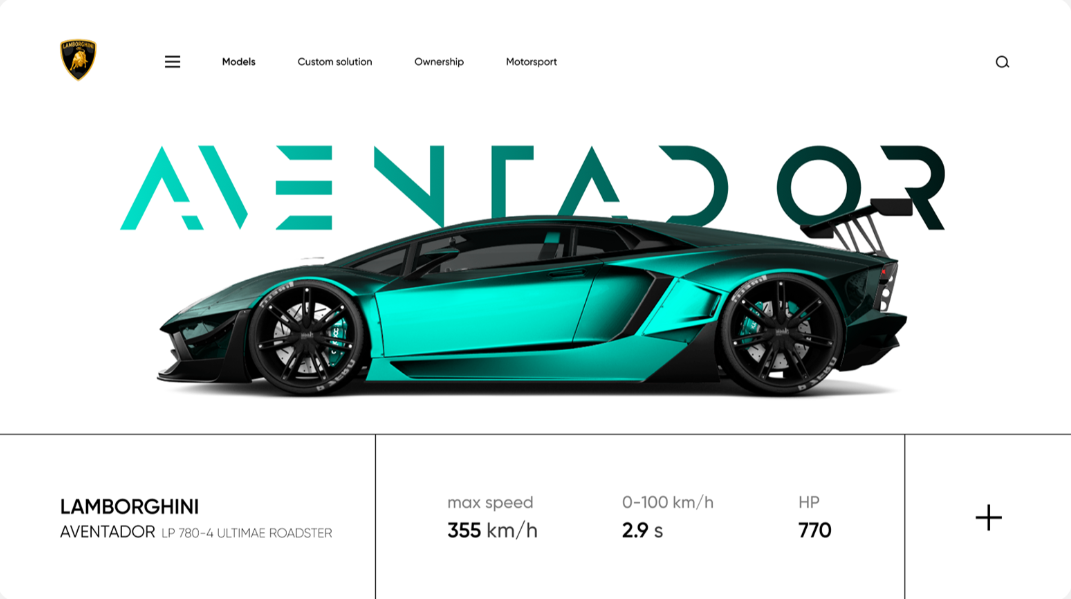 LAMBORGHINI
Models Custom solution Ownership Motorsport
AVENTADOR
LAMBORGHINI
AVENTADOR LP 780-4 ULTIMAE ROADSTER
max speed 0-100 km/h HP
355 km/h 2.9 s 770